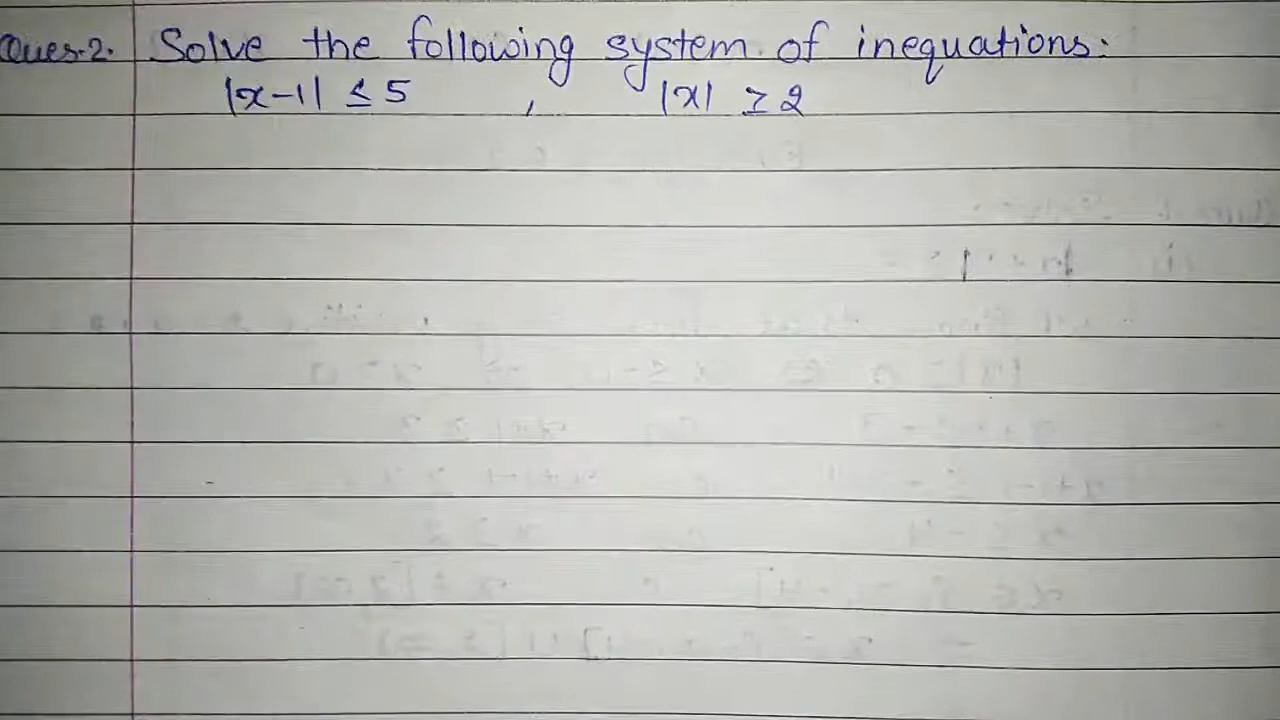 Ques.2. Solve the following system of inequations.
|x-1| ≤ 5 , |x| ≥ 2